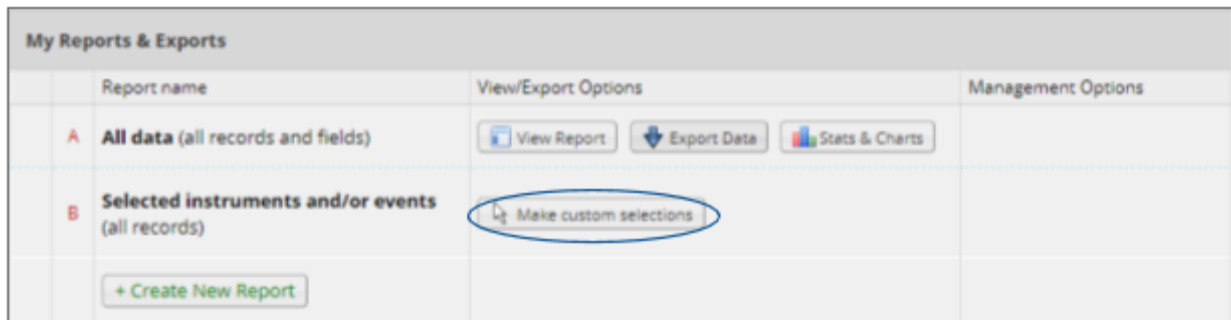 My Reports & Exports
Report name View/Export Options Management Options
A All data (all records and fields) View Report Export Data Stats & Charts
B Selected instruments and/or events
(all records) Make custom selections
+ Create New Report